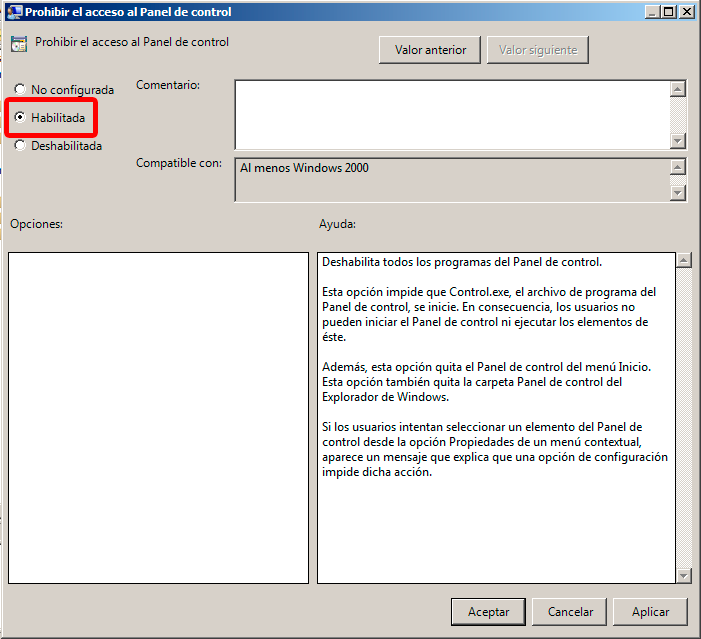 Prohibir el acceso al Panel de control
Prohibir el acceso al Panel de control
Valor anterior
Valor siguiente
No configurada
Comentario:
Habilitada
Deshabilitada
Compatible con:
Al menos Windows 2000
Opciones:
Ayuda:
Deshabilita todos los programas del Panel de control.
Esta opción impide que Control.exe, el archivo de programa del
Panel de control, se inicie. En consecuencia, los usuarios no
pueden iniciar el Panel de control ni ejecutar los elementos de
éste.
Además, esta opción quita el Panel de control del menú Inicio.
Esta opción también quita la carpeta Panel de control del
Explorador de Windows.
Si los usuarios intentan seleccionar un elemento del Panel de
control desde la opción Propiedades de un menú contextual,
aparece un mensaje que explica que una opción de configuración
impide dicha acción.
Aceptar
Cancelar
Aplicar